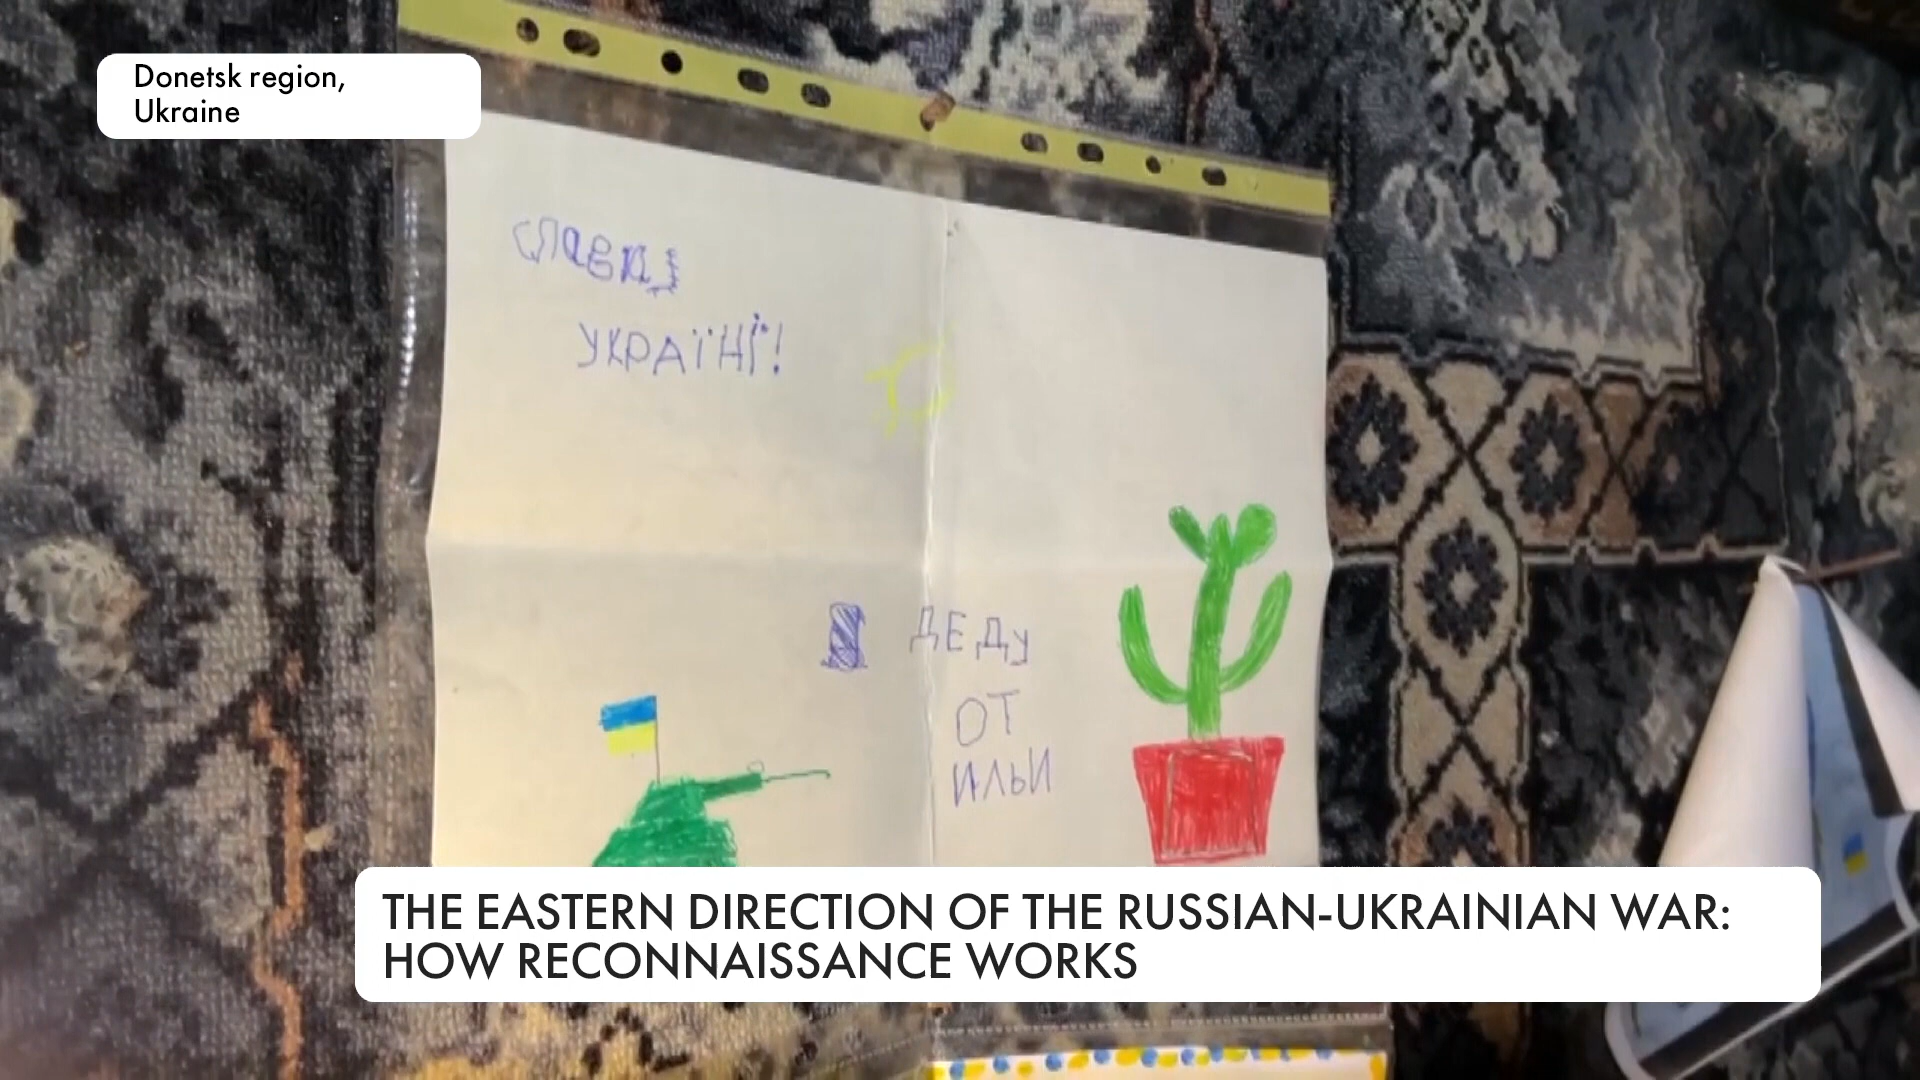 Donetsk region,
Ukraine
СЛАВА
УКРАЇНІ!
ДЕДУ
ОТ
ИЛЬИ
THE EASTERN DIRECTION OF THE RUSSIAN-UKRAINIAN WAR:
HOW RECONNAISSANCE WORKS